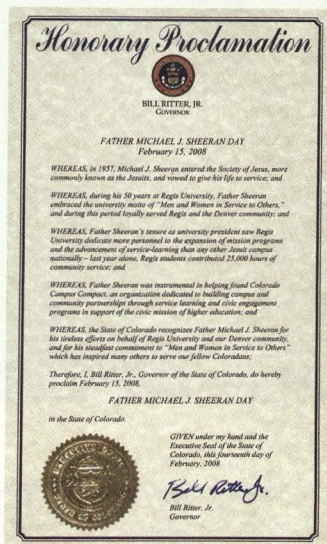 Honorary Proclamation
BILL RITTER, JR.
GOVERNOR
FATHER MICHAEL J. SHEERAN DAY
February 15, 2008
WHEREAS, in 1957, Michael J. Sheeran entered the Society of Jesus, more
commonly known as the Jesuits, and vowed to give his life to service; and
WHEREAS, during his 50 years at Regis University, Father Sheeran
embraced the university motto of "Men and Women in Service to Others,"
and during this period loyally served Regis and the Denver community; and
WHEREAS, Father Sheeran's tenure as university president saw Regis
University dedicate more personnel to the expansion of mission programs
and the advancement of service-learning than any other Jesuit campus
nationally – last year alone, Regis students contributed 25,000 hours of
community service; and
WHEREAS, Father Sheeran was instrumental in helping found Colorado
Campus Compact, an organization dedicated to building campus and
community partnerships through service learning and civic engagement
programs in support of the civic mission of higher education; and
WHEREAS, the State of Colorado recognizes Father Michael J. Sheeran for
his tireless efforts on behalf of Regis University and our Denver community,
and for his steadfast commitment to "Men and Women in Service to Others"
which has inspired many others to serve our fellow Coloradans;
Therefore, I, Bill Ritter, Jr., Governor of the State of Colorado, do hereby
proclaim February 15, 2008,
FATHER MICHAEL J. SHEERAN DAY
in the State of Colorado.
GIVEN under my hand and the
Executive Seal of the State of
Colorado, this fourteenth day of
February, 2008
Bill Ritter Jr.
Bill Ritter, Jr.
Governor